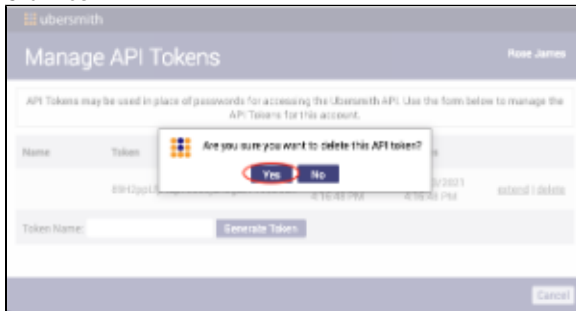 ubersmith
Manage API Tokens
Rose James
API Tokens may be used in place of passwords for accessing the Ubersmith API. Use the form below to manage the
API Tokens for this account.
Name Token
Are you sure you want to delete this API token?
Yes No
/2021
4:16:43 PM 4:16:43 PM extend | delete
Token Name: Generate Token
Cancel